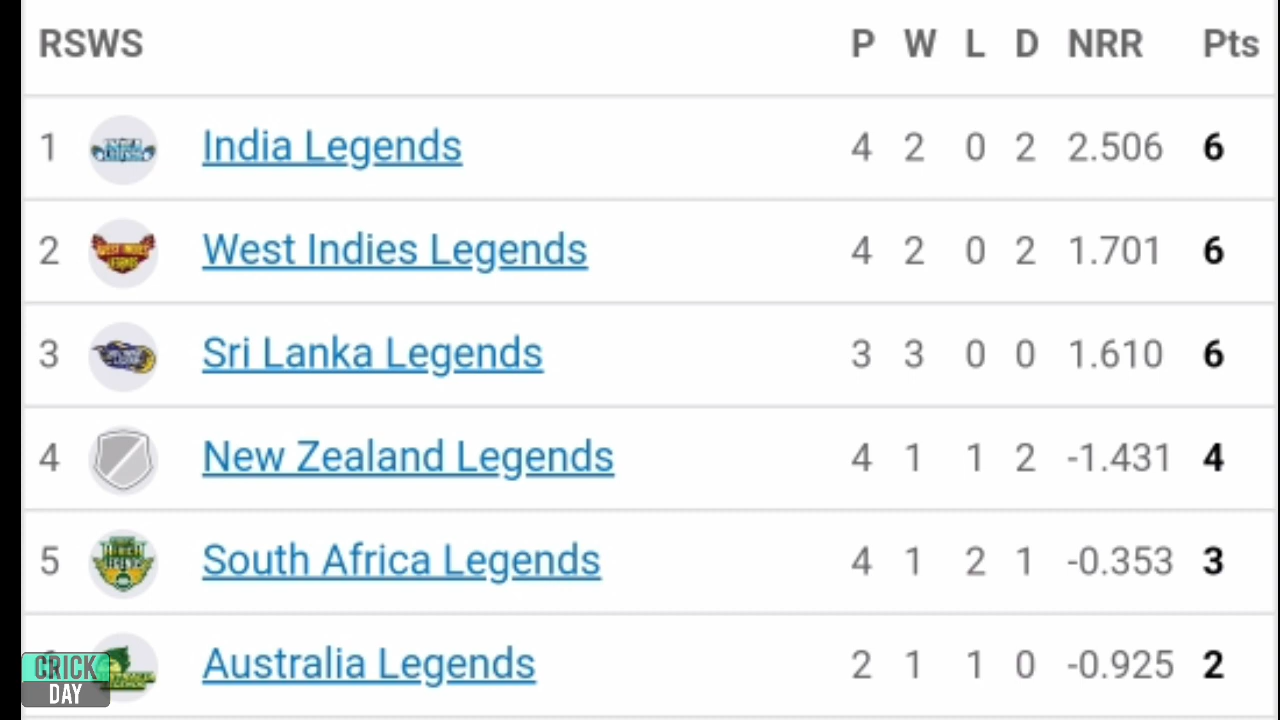 RSWS P W L D NRR Pts
1 India Legends 4 2 0 2 2.506 6
2 West Indies Legends 4 2 0 2 1.701 6
3 Sri Lanka Legends 3 3 0 0 1.610 6
4 New Zealand Legends 4 1 1 2 -1.431 4
5 South Africa Legends 4 1 2 1 -0.353 3
Australia Legends 2 1 1 0 -0.925 2
CRICK
DAY